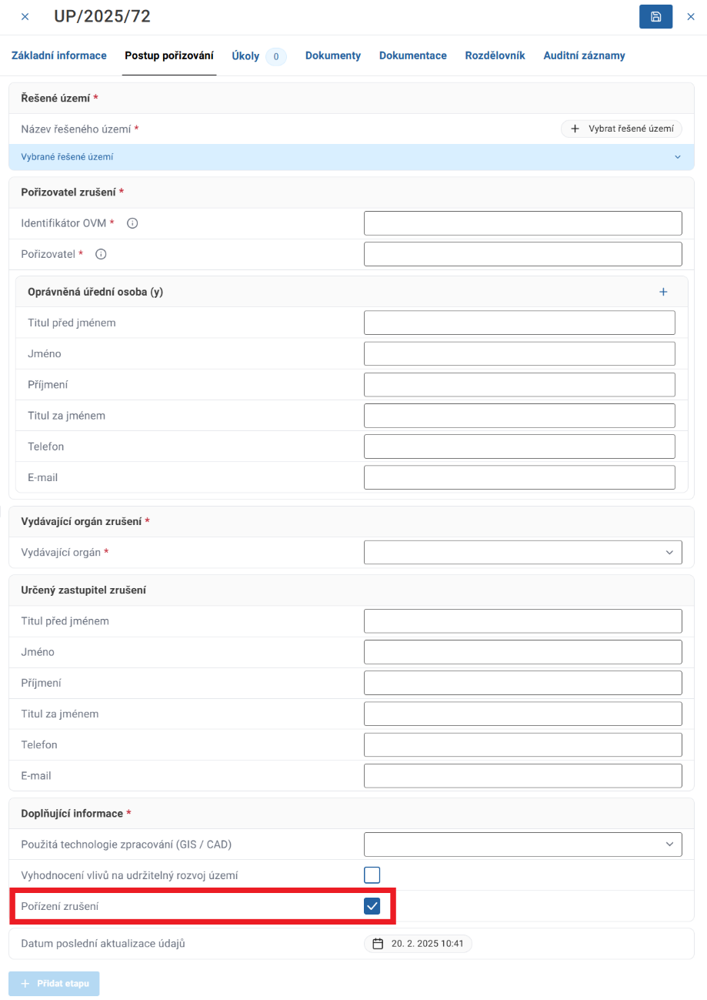 UP/2025/72
Základní informace Postup pořizování Úkoly 0 Dokumenty Dokumentace Rozdělovník Auditní záznamy
Řešené území *
Název řešeného území * Vybrat řešené území
Vybrané řešené území
Pořizovatel zrušení *
Identifikátor OVM *
Pořizovatel *
Oprávněná úřední osoba (y)
Titul před jménem
Jméno
Příjmení
Titul za jménem
Telefon
E-mail
Vydávající orgán zrušení *
Vydávající orgán *
Určený zastupitel zrušení
Titul před jménem
Jméno
Příjmení
Titul za jménem
Telefon
E-mail
Doplňující informace *
Použitá technologie zpracování (GIS / CAD)
Vyhodnocení vlivů na udržitelný rozvoj území
Pořízení zrušení
Datum poslední aktualizace údajů 20. 2. 2025 10:41
Přidat etapu